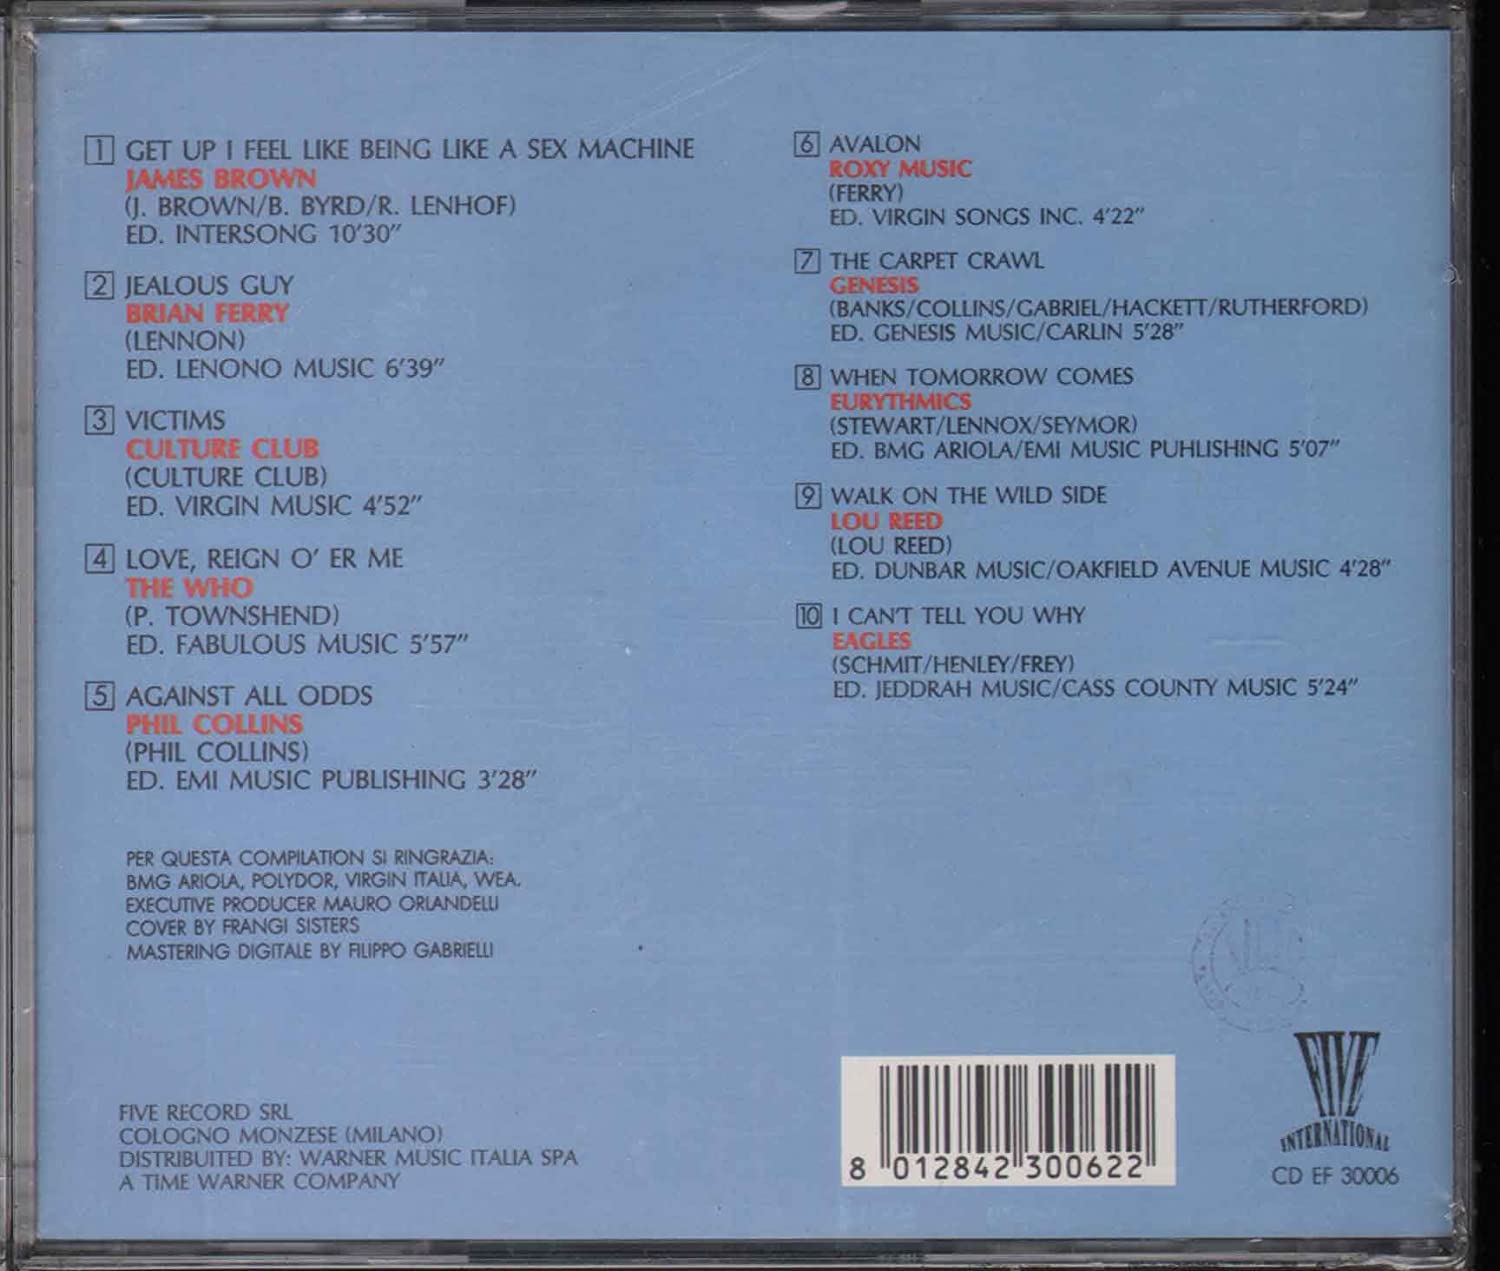 1 GET UP I FEEL LIKE BEING LIKE A SEX MACHINE
JAMES BROWN
(J. BROWN/B. BYRD/R. LENHOF)
ED. INTERSONG 10'30"
2 JEALOUS GUY
BRIAN FERRY
(LENNON)
ED. LENONO MUSIC 6'39"
3 VICTIMS
CULTURE CLUB
(CULTURE CLUB)
ED. VIRGIN MUSIC 4'52"
4 LOVE, REIGN O' ER ME
THE WHO
(P. TOWNSHEND)
ED. FABULOUS MUSIC 5'57"
5 AGAINST ALL ODDS
PHIL COLLINS
(PHIL COLLINS)
ED. EMI MUSIC PUBLISHING 3'28"
6 AVALON
ROXY MUSIC
(FERRY)
ED. VIRGIN SONGS INC. 4'22"
7 THE CARPET CRAWL
GENESIS
(BANKS/COLLINS/GABRIEL/HACKETT/RUTHERFORD)
ED. GENESIS MUSIC/CARLIN 5'28"
8 WHEN TOMORROW COMES
EURYTHMICS
(STEWART/LENNOX/SEYMOR)
ED. BMG ARIOLA/EMI MUSIC PUHLISHING 5'07"
9 WALK ON THE WILD SIDE
LOU REED
(LOU REED)
ED. DUNBAR MUSIC/OAKFIELD AVENUE MUSIC 4'28"
10 I CAN'T TELL YOU WHY
EAGLES
(SCHMIT/HENLEY/FREY)
ED. JEDDRAH MUSIC/CASS COUNTY MUSIC 5'24"
PER QUESTA COMPILATION SI RINGRAZIA:
BMG ARIOLA, POLYDOR, VIRGIN ITALIA, WEA.
EXECUTIVE PRODUCER MAURO ORLANDELLI
COVER BY FRANGI SISTERS
MASTERING DIGITALE BY FILIPPO GABRIELLI
FIVE RECORD SRL
COLOGNO MONZESE (MILANO)
DISTRIBUITED BY: WARNER MUSIC ITALIA SPA
A TIME WARNER COMPANY
8 012842 300622
FIVE
INTERNATIONAL
CD EF 30006